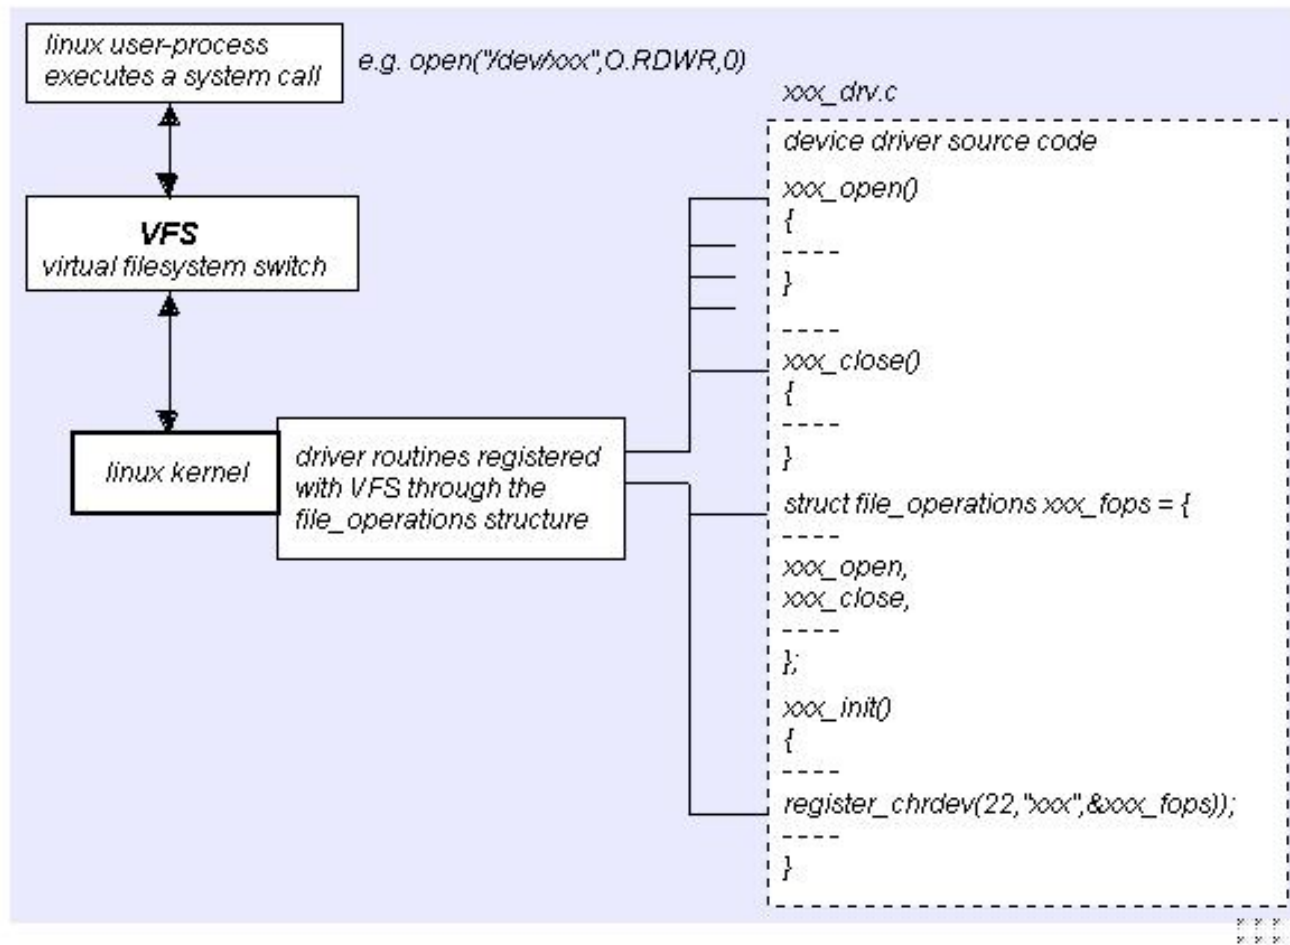 linux user-process
executes a system call
e.g. open("/dev/xxx",O.RDWR,0)
VFS
virtual filesystem switch
linux kernel
driver routines registered
with VFS through the
file_operations structure
xxx_drv.c
device driver source code
xxx_open()
{
----
}
----
xxx_close()
{
----
}
struct file_operations xxx_fops = {
----
xxx_open,
xxx_close,
----
};
xxx_init()
{
----
register_chrdev(22,"xxx",&xxx_fops));
----
}